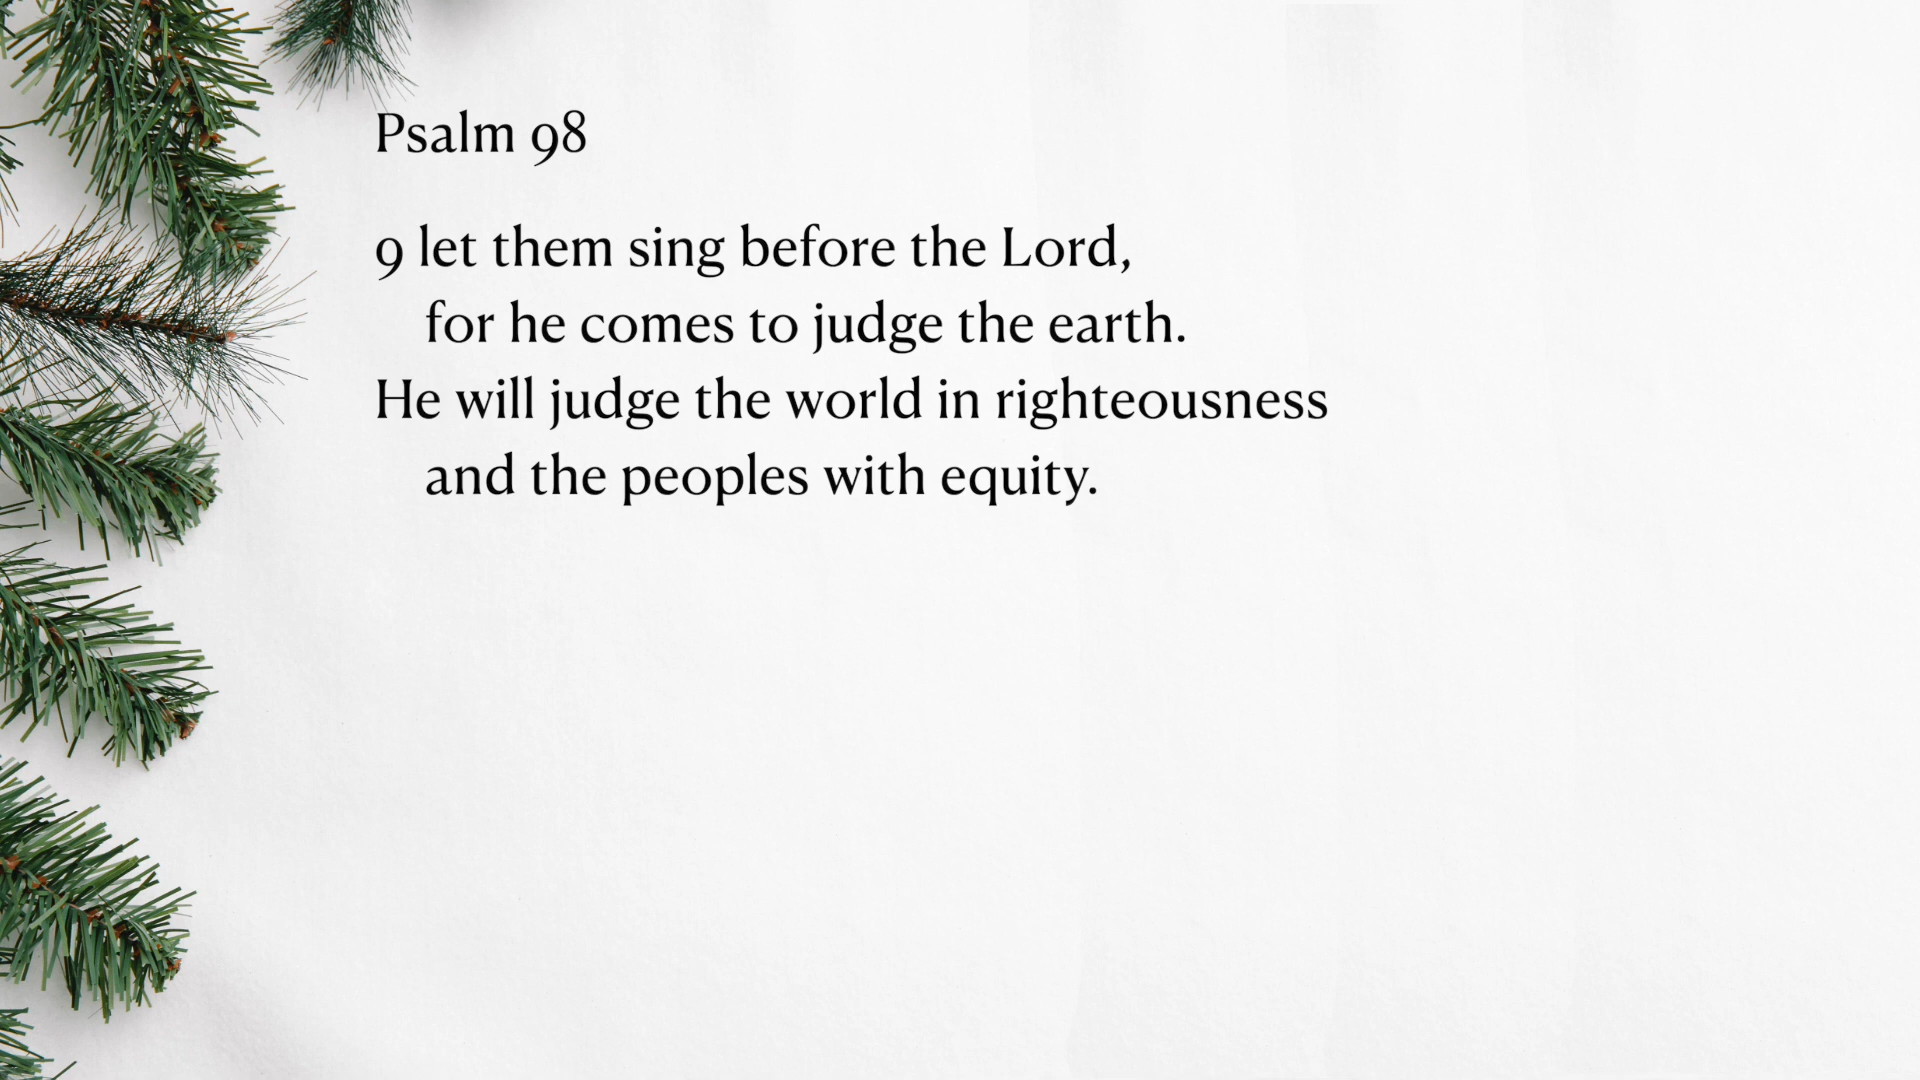 Psalm 98
9 let them sing before the Lord,
for he comes to judge the earth.
He will judge the world in righteousness
and the peoples with equity.